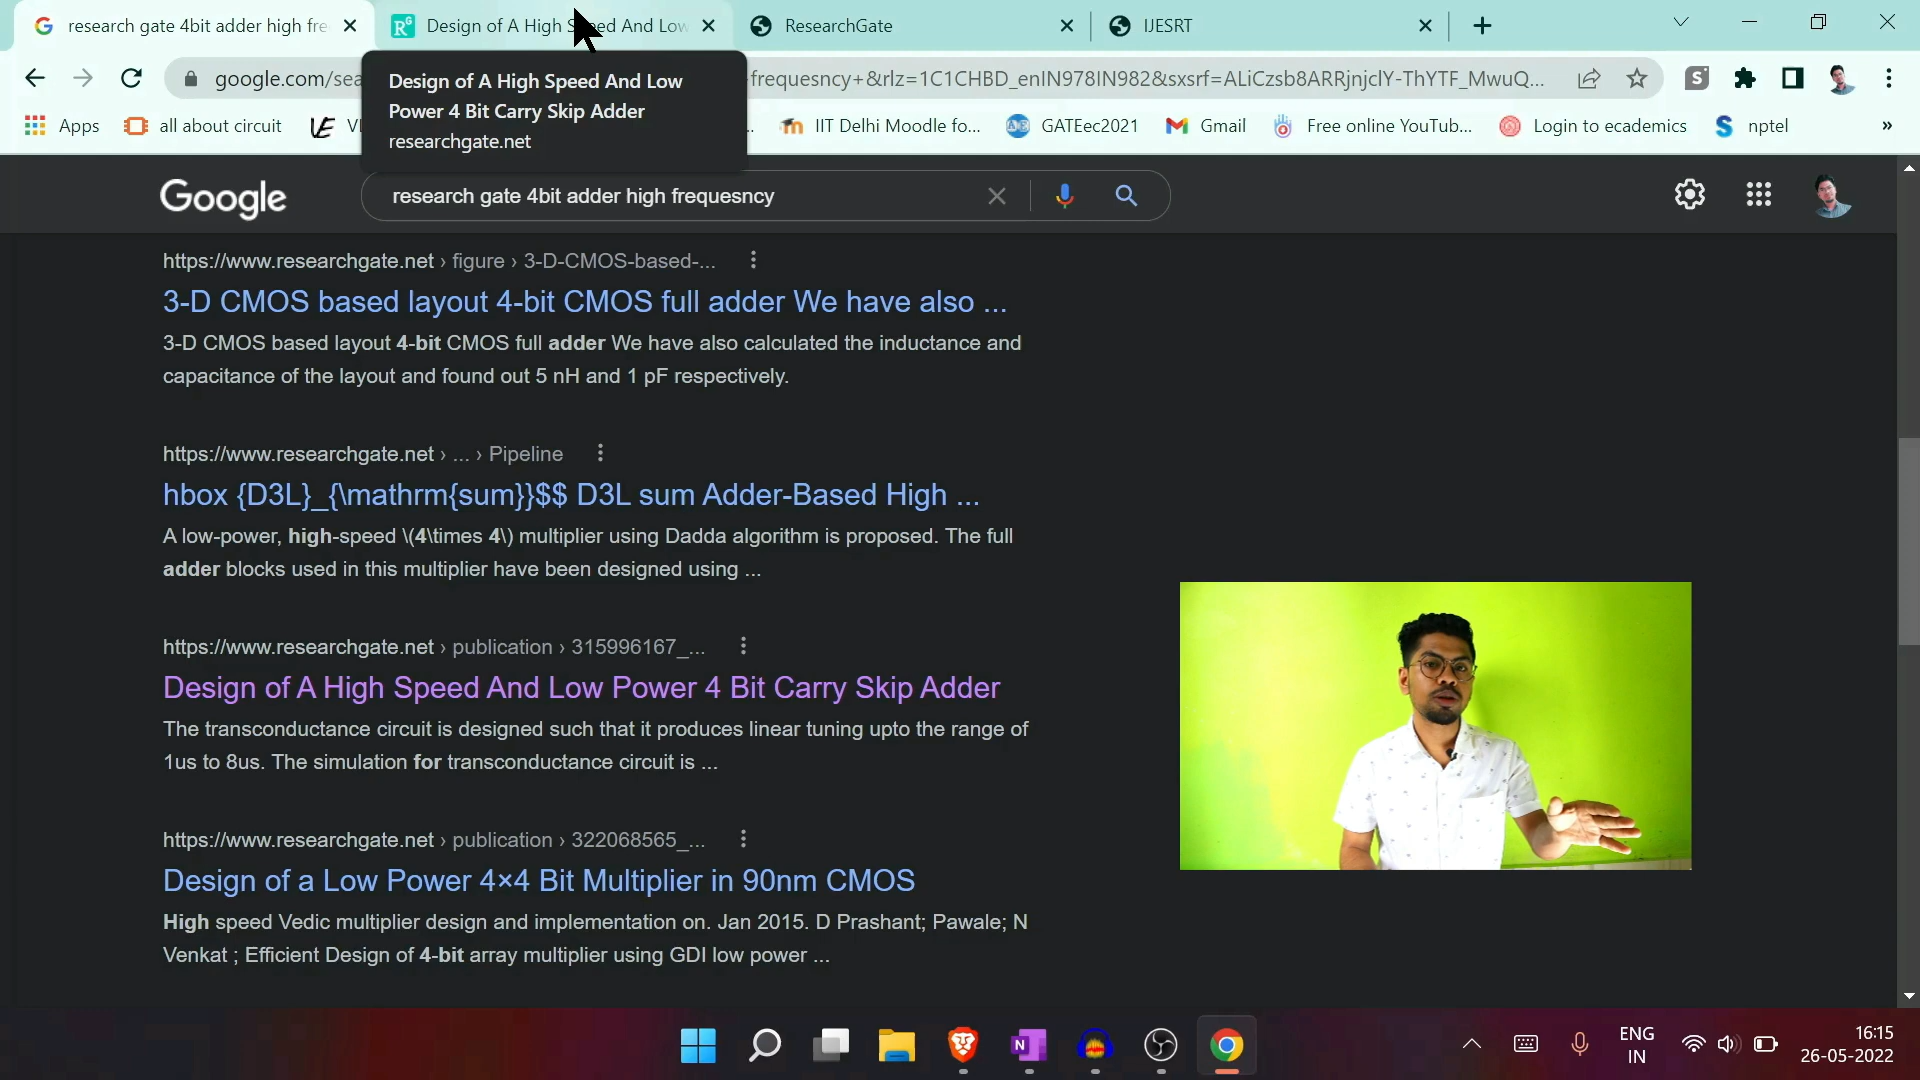 research gate 4bit adder high fre
Design of A High Speed And Low
ResearchGate
IJESRT
google.com/sea
frequesncy+&rlz=1C1CHBD_enIN978IN982&sxsrf=ALiCzsb8ARRjnjclY-ThYTF_MwuQ...
Design of A High Speed And Low
Power 4 Bit Carry Skip Adder
researchgate.net
Apps
all about circuit
IIT Delhi Moodle fo...
GATEec2021
Gmail
Free online YouTub...
Login to ecademics
nptel
»
Google
research gate 4bit adder high frequesncy
https://www.researchgate.net › figure › 3-D-CMOS-based-...
3-D CMOS based layout 4-bit CMOS full adder We have also ...
3-D CMOS based layout 4-bit CMOS full adder We have also calculated the inductance and
capacitance of the layout and found out 5 nH and 1 pF respectively.
https://www.researchgate.net › ... › Pipeline
hbox {D3L}_{\mathrm{sum}}$$ D3L sum Adder-Based High ...
A low-power, high-speed \(4\times 4\) multiplier using Dadda algorithm is proposed. The full
adder blocks used in this multiplier have been designed using ...
https://www.researchgate.net › publication › 315996167_...
Design of A High Speed And Low Power 4 Bit Carry Skip Adder
The transconductance circuit is designed such that it produces linear tuning upto the range of
1us to 8us. The simulation for transconductance circuit is ...
https://www.researchgate.net › publication › 322068565_...
Design of a Low Power 4×4 Bit Multiplier in 90nm CMOS
High speed Vedic multiplier design and implementation on. Jan 2015. D Prashant; Pawale; N
Venkat ; Efficient Design of 4-bit array multiplier using GDI low power ...
ENG
IN
16:15
26-05-2022